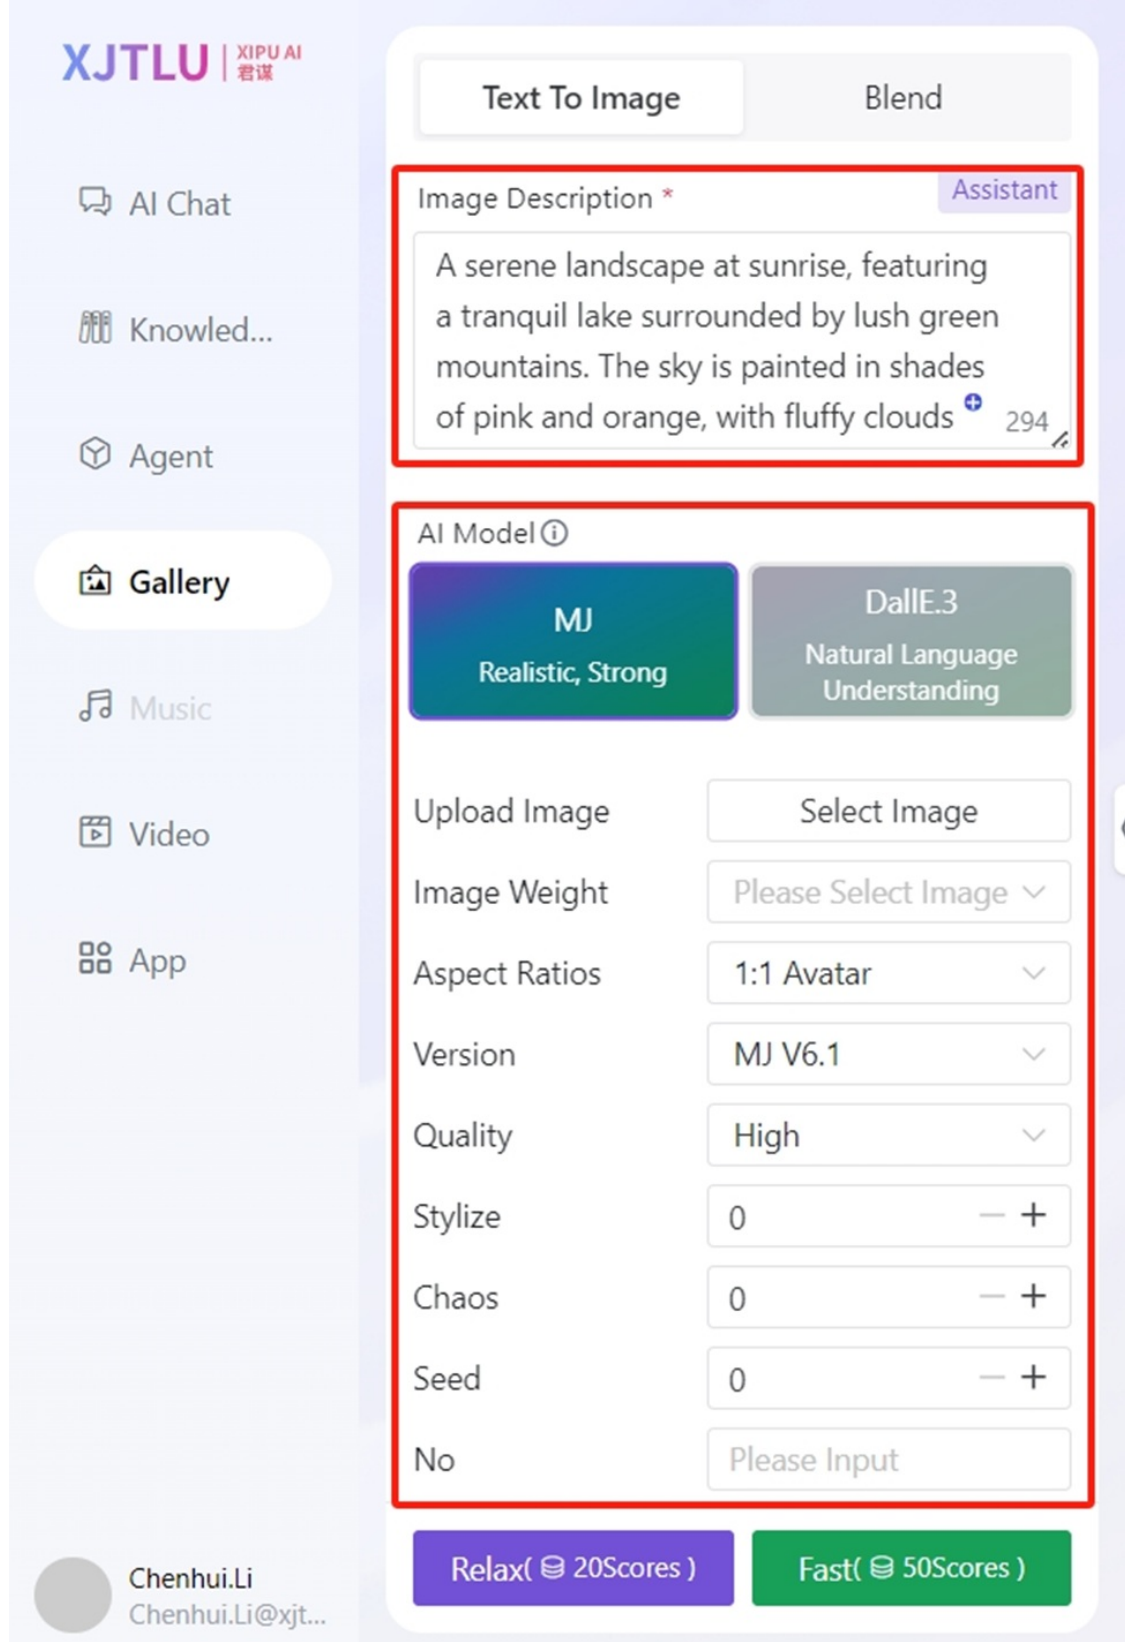 XJTLU
XIPU AI
君谋
AI Chat
Knowled...
Agent
Gallery
Music
Video
App
Chenhui.Li
Chenhui.Li@xjt...
Text To Image
Blend
Image Description *
Assistant
A serene landscape at sunrise, featuring
a tranquil lake surrounded by lush green
mountains. The sky is painted in shades
of pink and orange, with fluffy clouds
294
AI Model
MJ
Realistic, Strong
DallE.3
Natural Language
Understanding
Upload Image
Select Image
Image Weight
Please Select Image
Aspect Ratios
1:1 Avatar
Version
MJ V6.1
Quality
High
Stylize
0
Chaos
0
Seed
0
No
Please Input
Relax( 20Scores )
Fast( 50Scores )